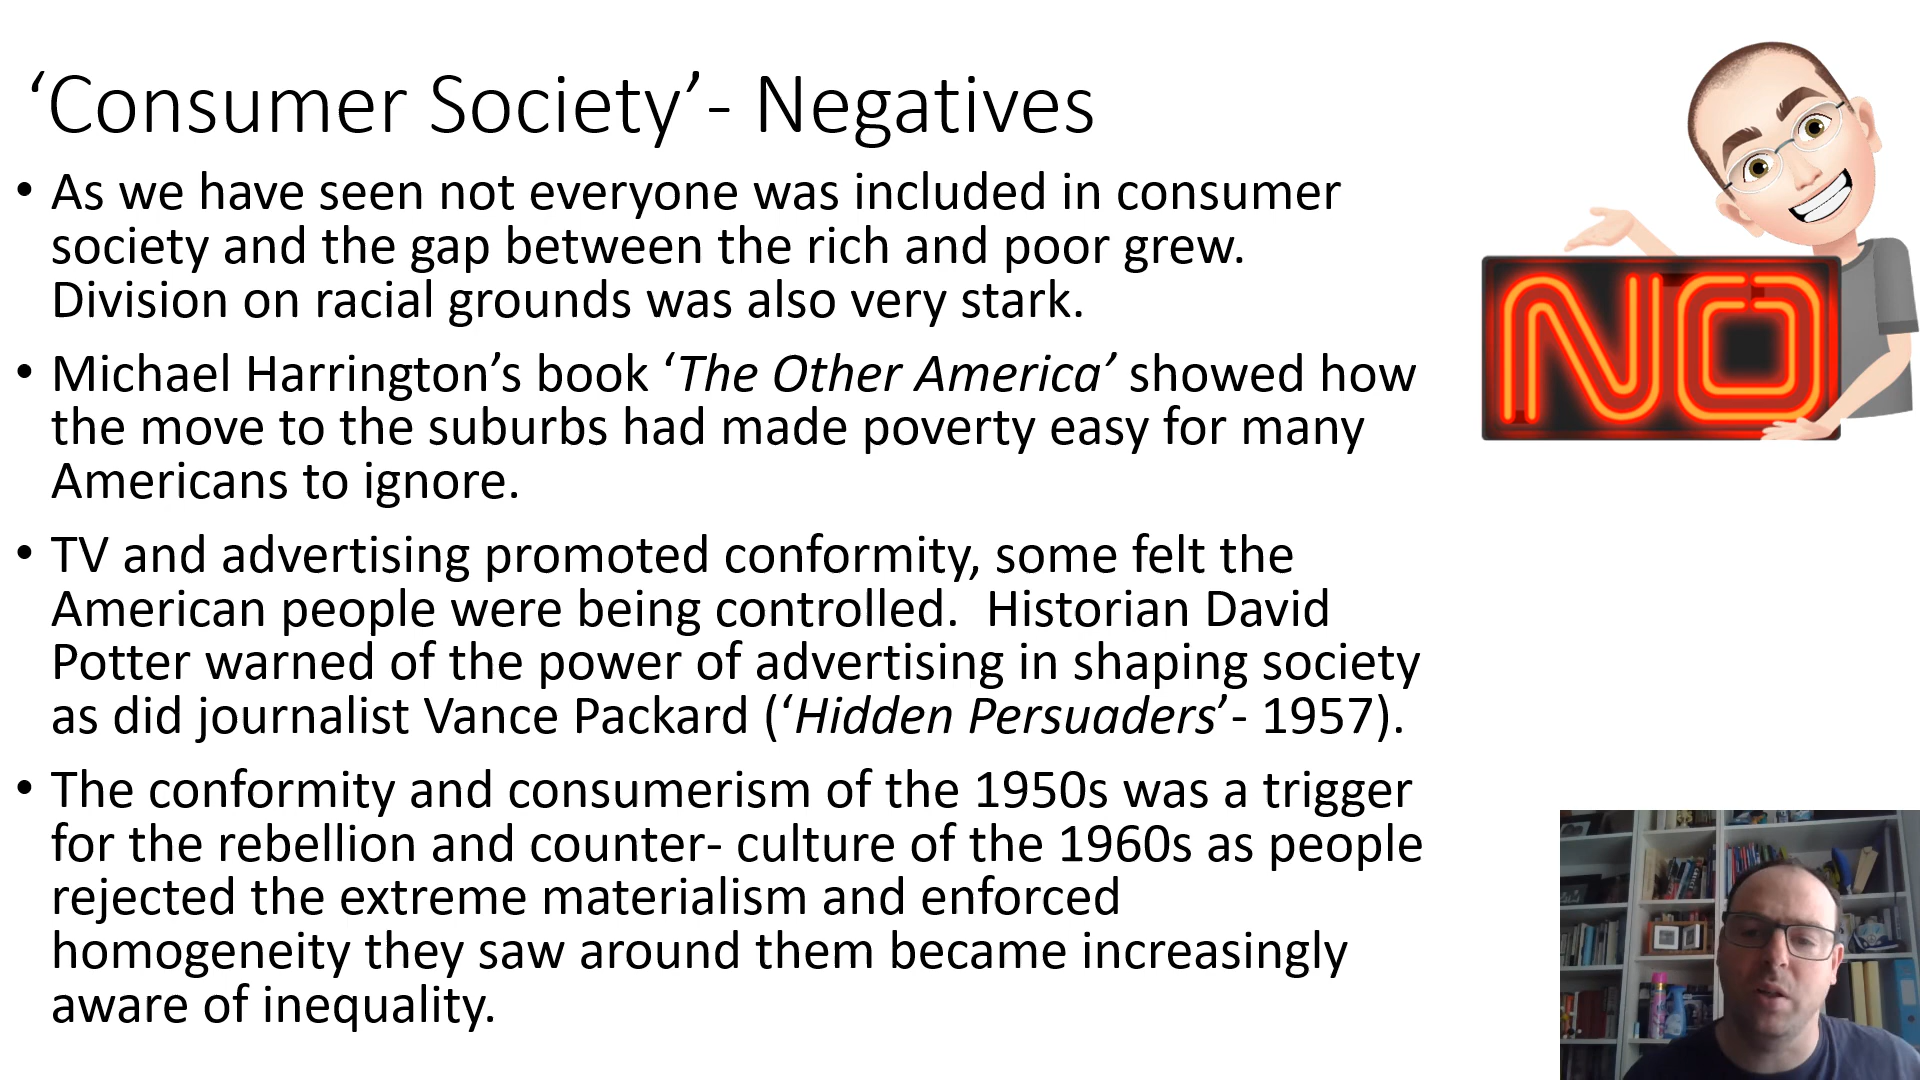 ‘Consumer Society’- Negatives
• As we have seen not everyone was included in consumer
society and the gap between the rich and poor grew.
Division on racial grounds was also very stark.
• Michael Harrington’s book ‘The Other America’ showed how
the move to the suburbs had made poverty easy for many
Americans to ignore.
• TV and advertising promoted conformity, some felt the
American people were being controlled.  Historian David
Potter warned of the power of advertising in shaping society
as did journalist Vance Packard (‘Hidden Persuaders’- 1957).
• The conformity and consumerism of the 1950s was a trigger
for the rebellion and counter- culture of the 1960s as people
rejected the extreme materialism and enforced
homogeneity they saw around them became increasingly
aware of inequality.
NO